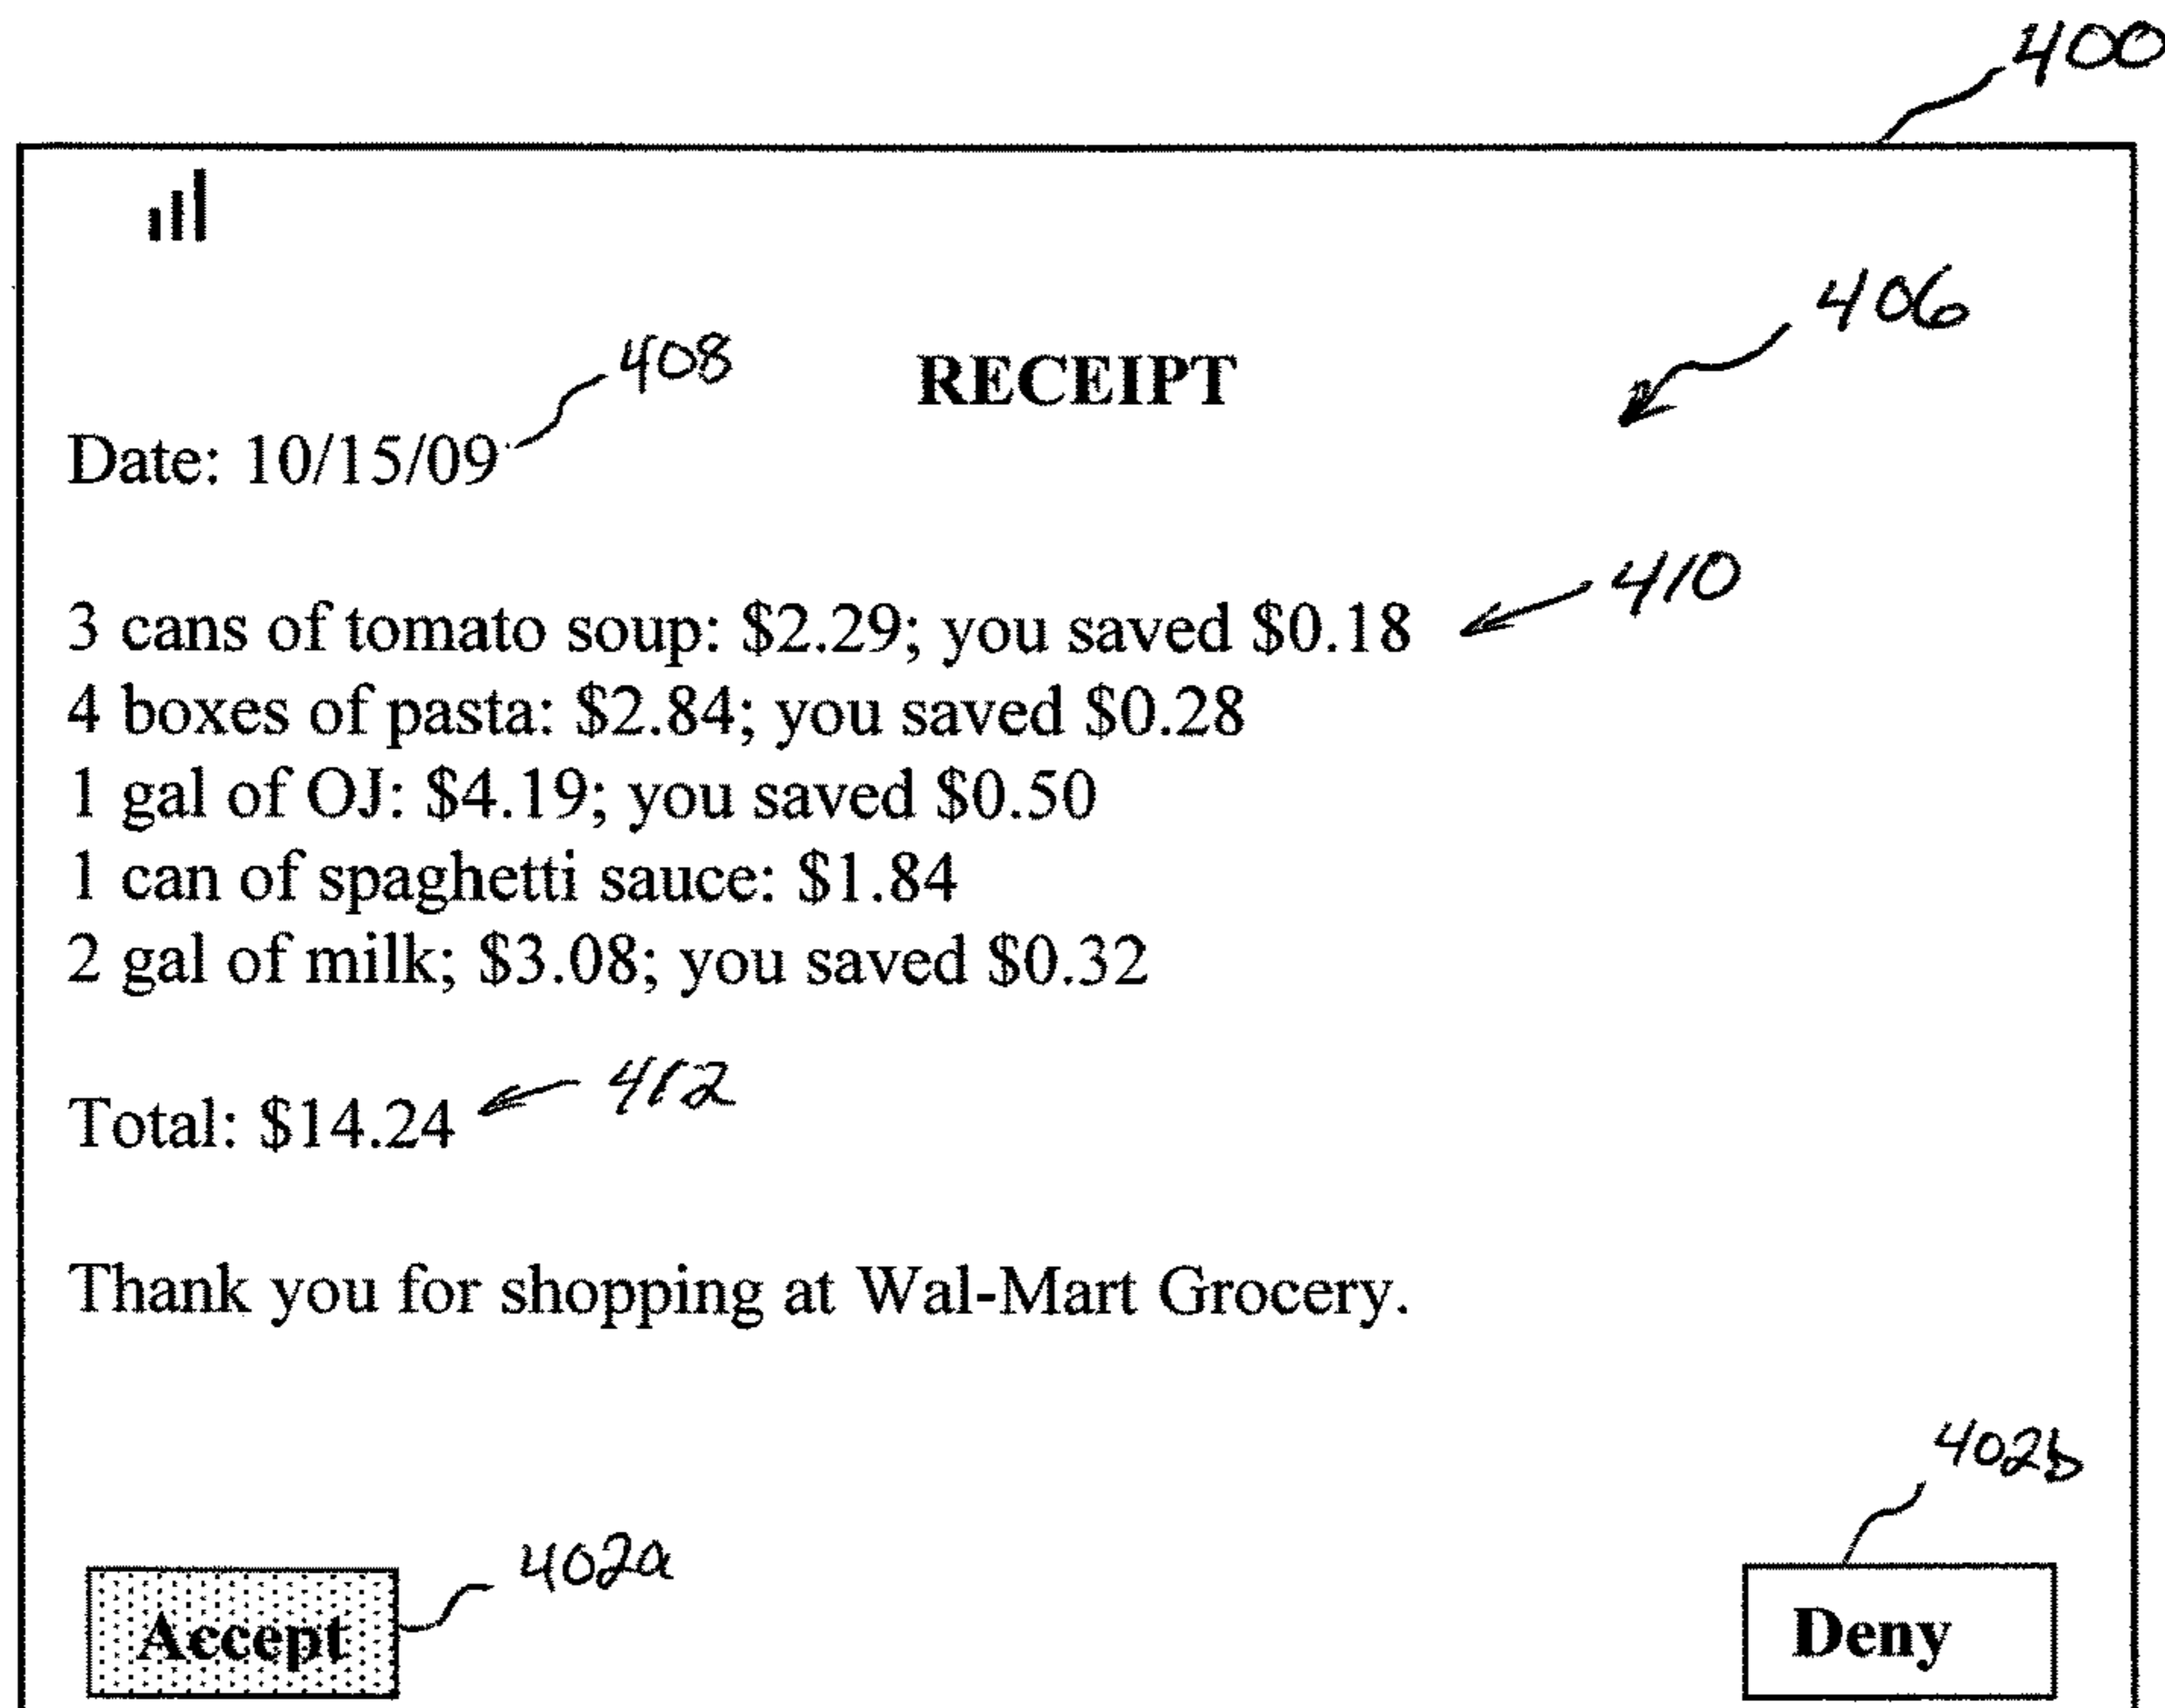 400
406
408
RECEIPT
Date: 10/15/09
410
3 cans of tomato soup: $2.29; you saved $0.18
4 boxes of pasta: $2.84; you saved $0.28
1 gal of OJ: $4.19; you saved $0.50
1 can of spaghetti sauce: $1.84
2 gal of milk; $3.08; you saved $0.32
Total: $14.24
412
Thank you for shopping at Wal-Mart Grocery.
402b
402a
Accept
Deny